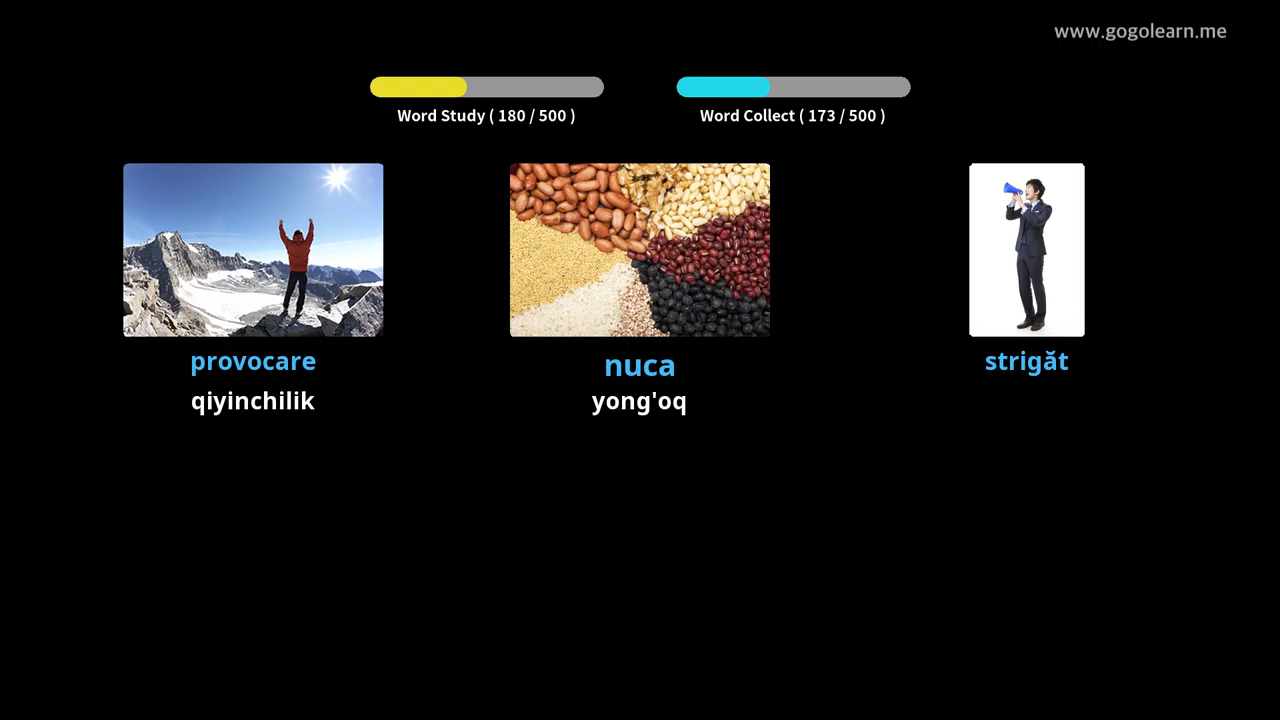 www.gogolearn.me
Word Study ( 180 / 500 )
Word Collect ( 173 / 500 )
provocare
qiyinchilik
nuca
yong'oq
strigăt